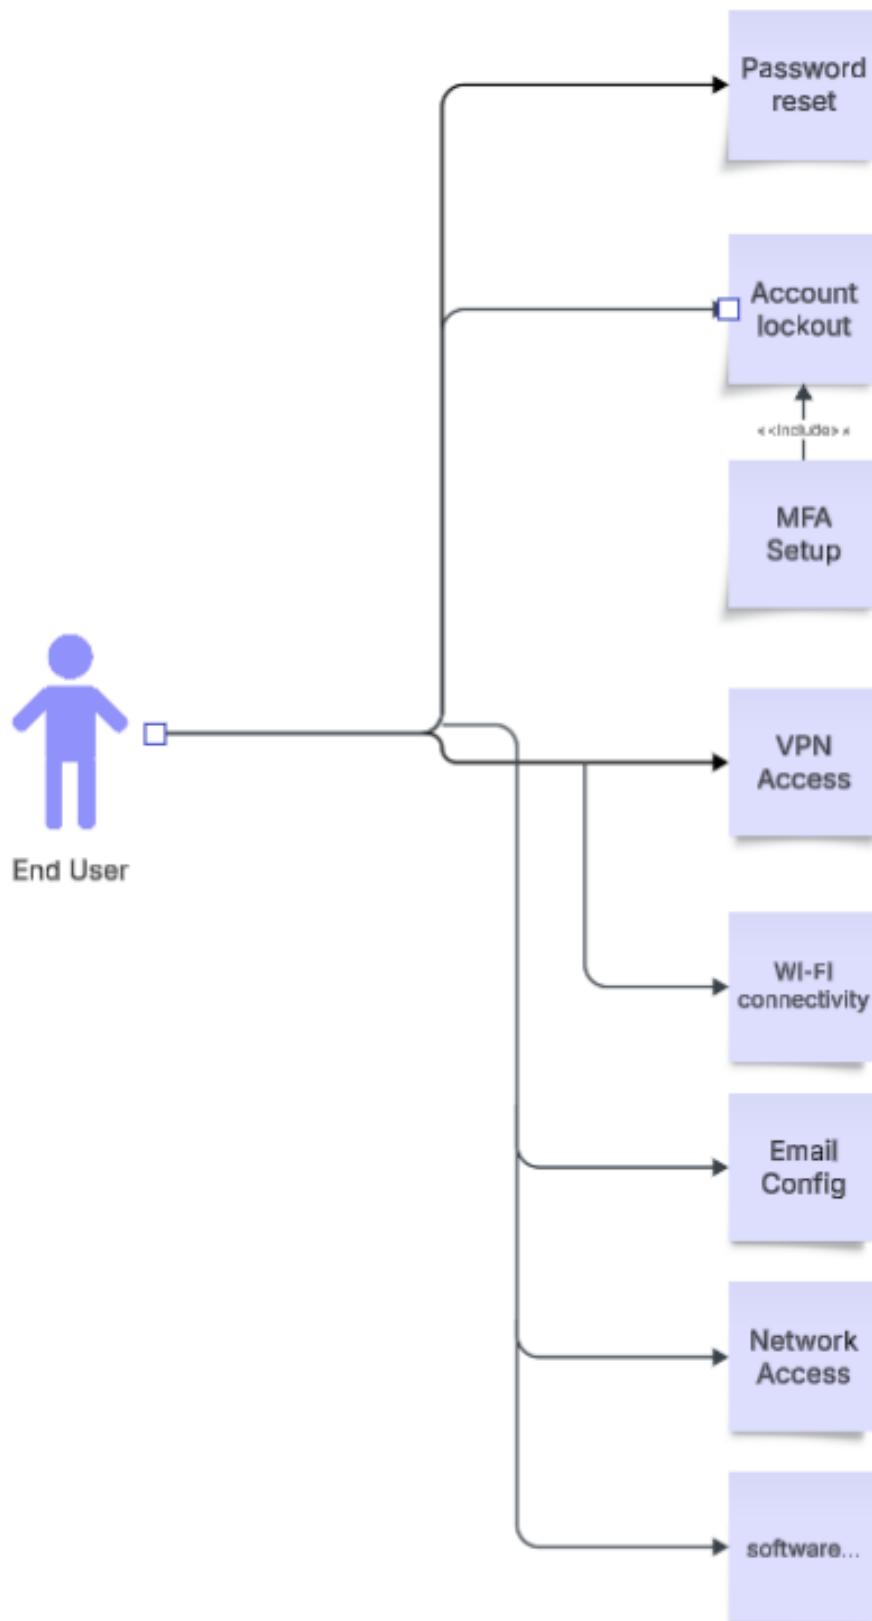 Password
reset
Account
lockout
<<Include>>
MFA
Setup
End User
VPN
Access
WI-FI
connectivity
Email
Config
Network
Access
software...